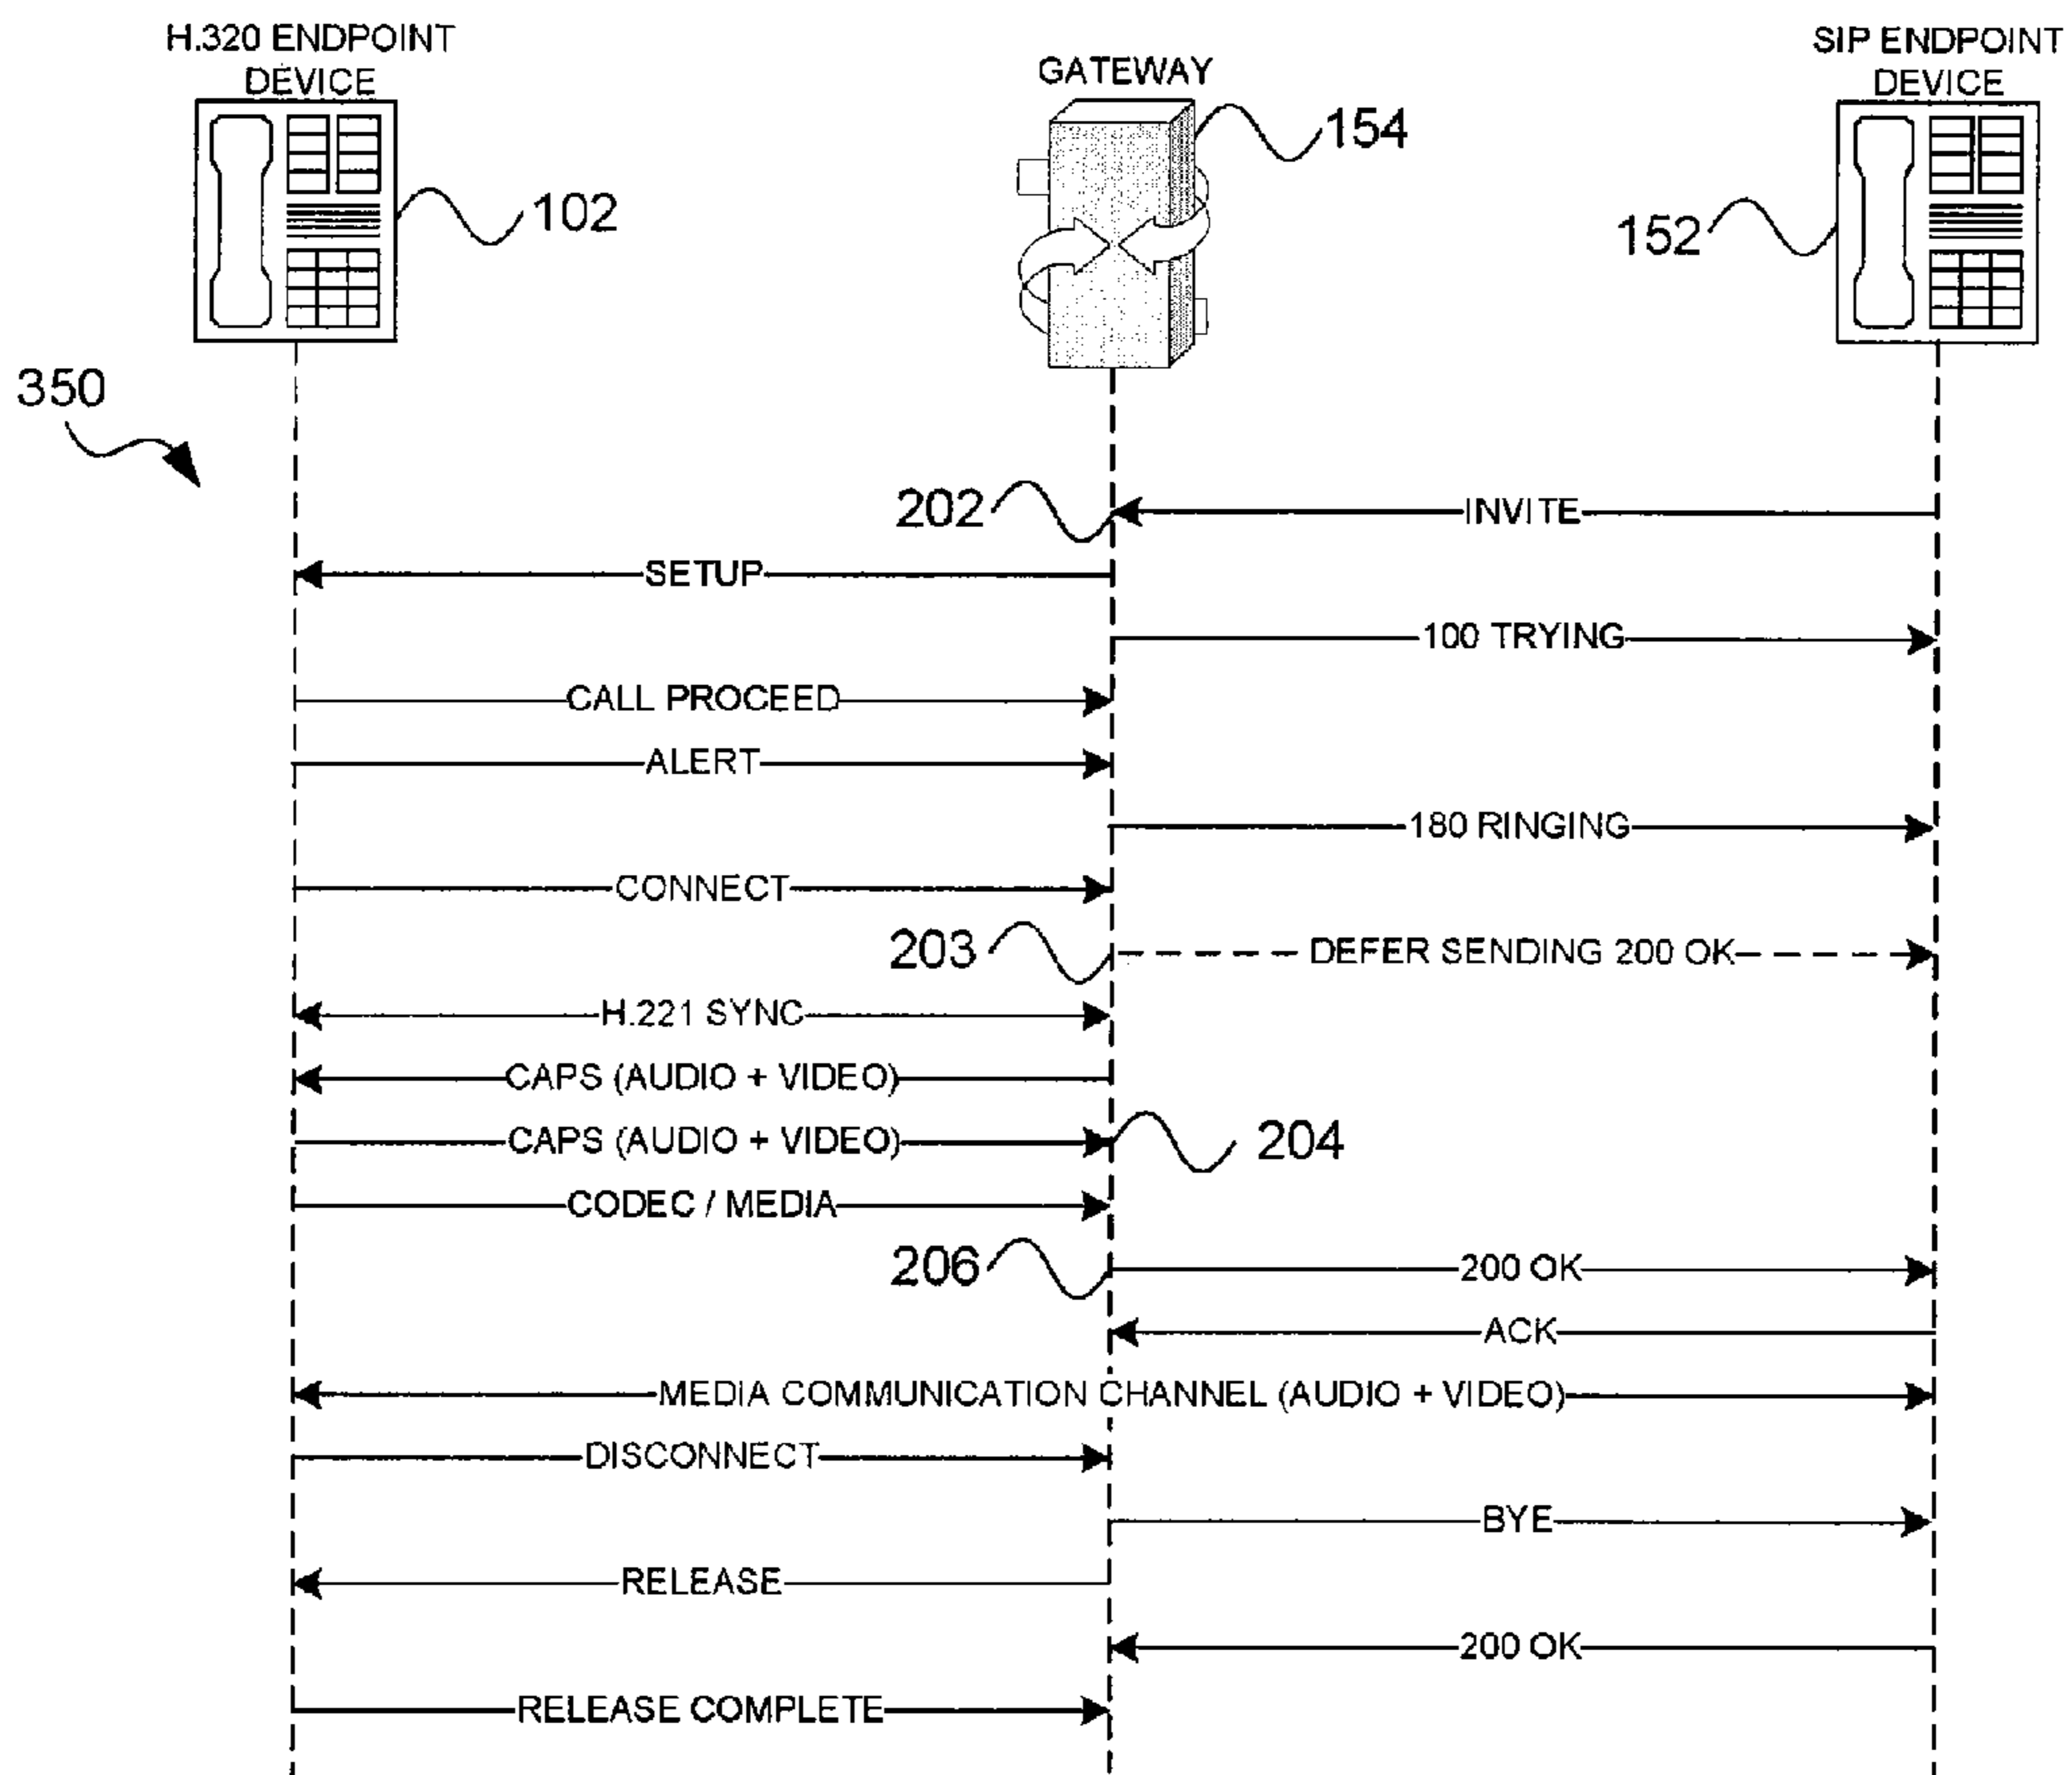 H.320 ENDPOINT
DEVICE
GATEWAY
SIP ENDPOINT
DEVICE
154
102
152
350
202
INVITE
SETUP
100 TRYING
CALL PROCEED
ALERT
180 RINGING
CONNECT
203
DEFER SENDING 200 OK
H.221 SYNC
CAPS (AUDIO + VIDEO)
CAPS (AUDIO + VIDEO)
204
CODEC / MEDIA
206
200 OK
ACK
MEDIA COMMUNICATION CHANNEL (AUDIO + VIDEO)
DISCONNECT
BYE
RELEASE
200 OK
RELEASE COMPLETE